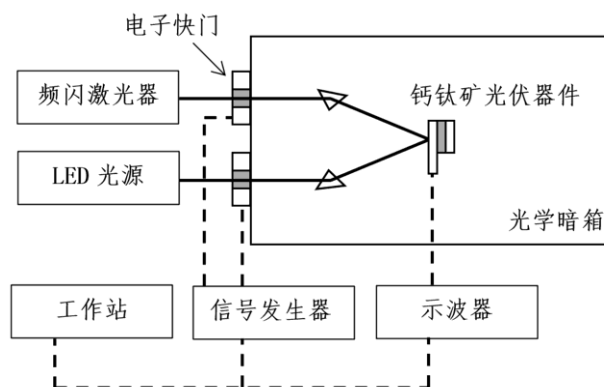 电子快门
频闪激光器
钙钛矿光伏器件
LED 光源
光学暗箱
工作站
信号发生器
示波器